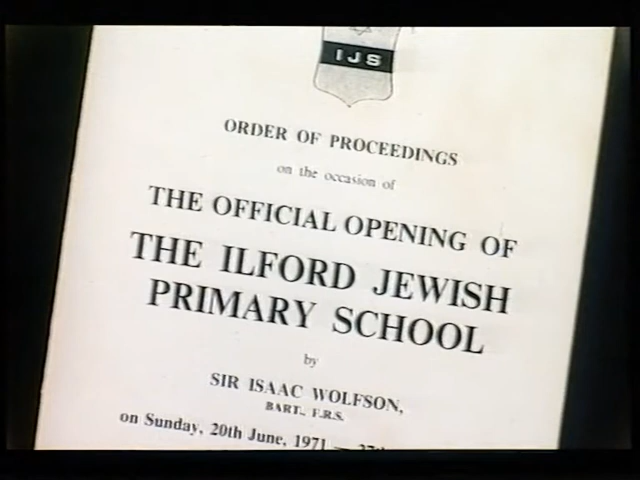 IJS
ORDER OF PROCEEDINGS
on the occasion of
THE OFFICIAL OPENING OF
THE ILFORD JEWISH
PRIMARY SCHOOL
by
SIR ISAAC WOLFSON,
BART., F.R.S.
on Sunday, 20th June, 1971 —